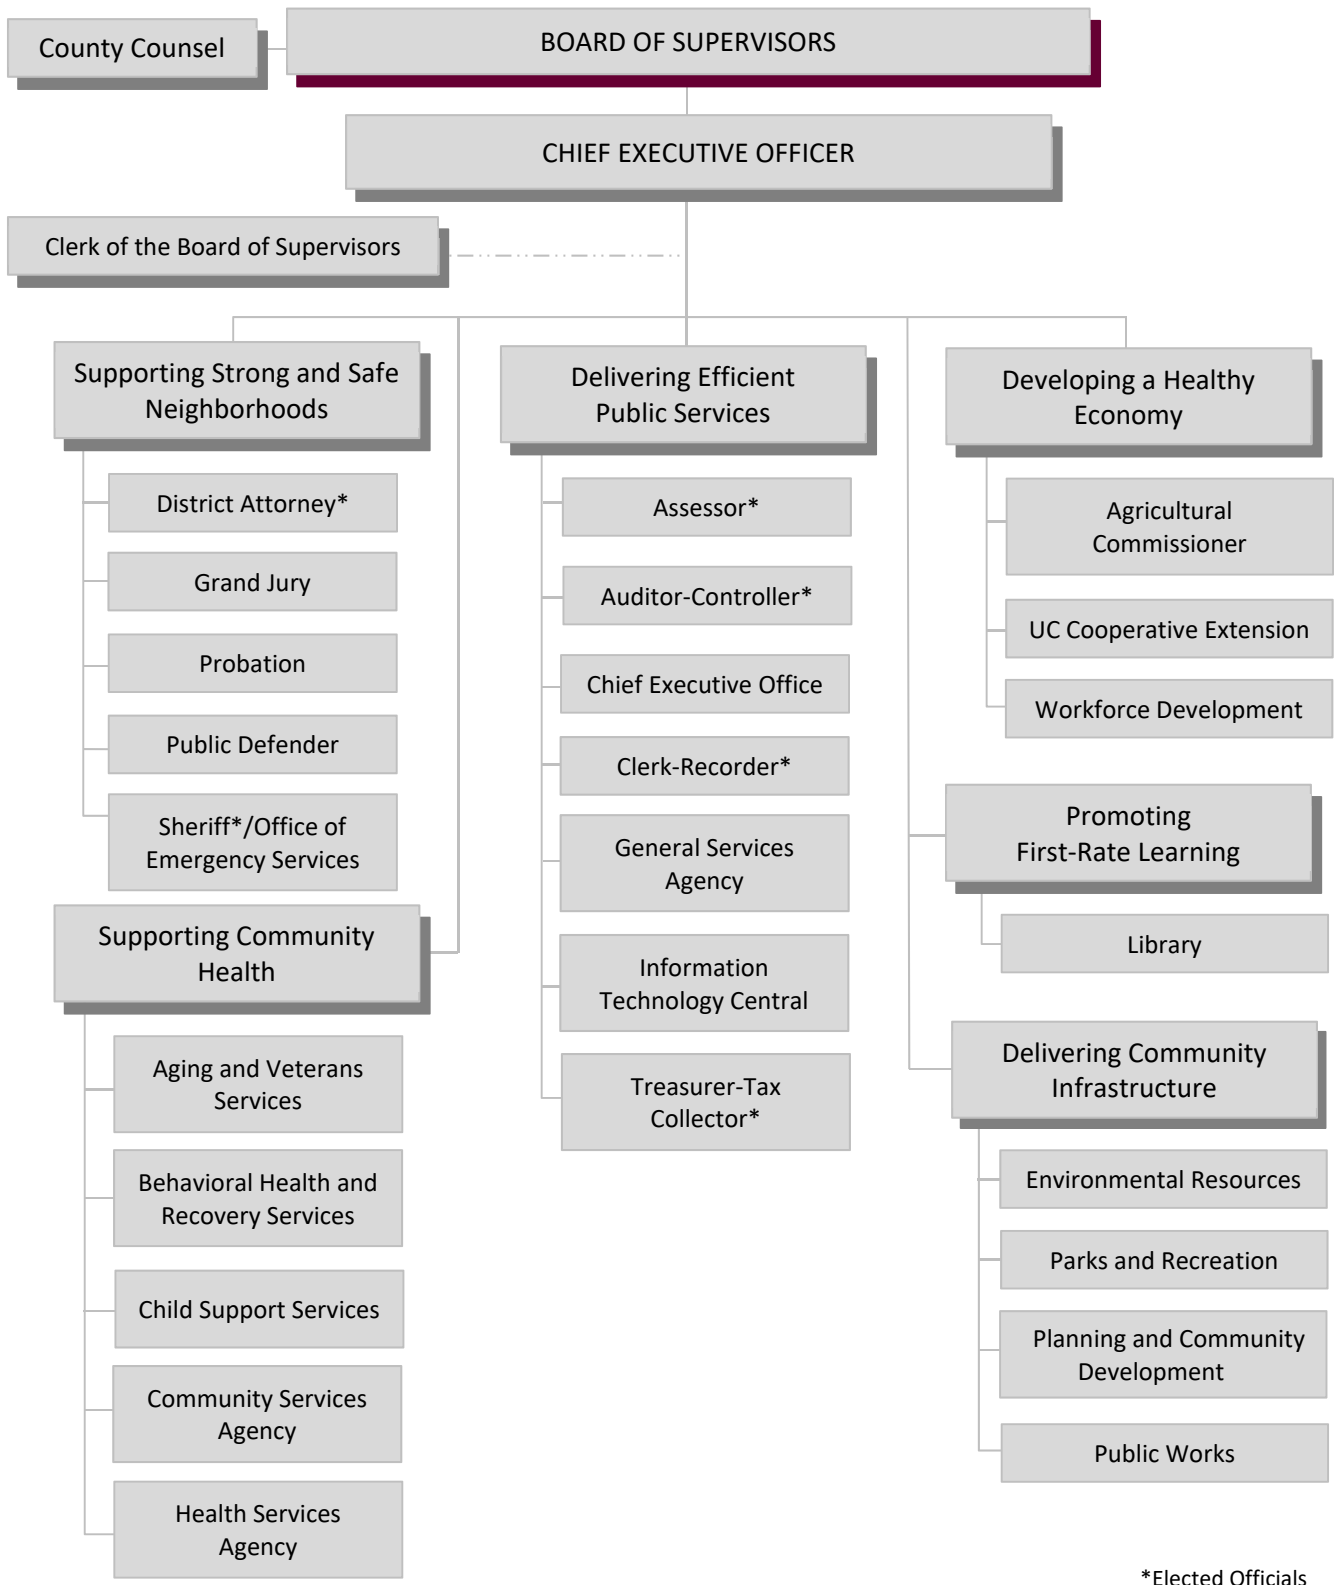 County Counsel
BOARD OF SUPERVISORS
CHIEF EXECUTIVE OFFICER
Clerk of the Board of Supervisors
Supporting Strong and Safe
Neighborhoods
District Attorney*
Grand Jury
Probation
Public Defender
Sheriff*/Office of
Emergency Services
Supporting Community
Health
Aging and Veterans
Services
Behavioral Health and
Recovery Services
Child Support Services
Community Services
Agency
Health Services
Agency
Delivering Efficient
Public Services
Assessor*
Auditor-Controller*
Chief Executive Office
Clerk-Recorder*
General Services
Agency
Information
Technology Central
Treasurer-Tax
Collector*
Developing a Healthy
Economy
Agricultural
Commissioner
UC Cooperative Extension
Workforce Development
Promoting
First-Rate Learning
Library
Delivering Community
Infrastructure
Environmental Resources
Parks and Recreation
Planning and Community
Development
Public Works
*Elected Officials